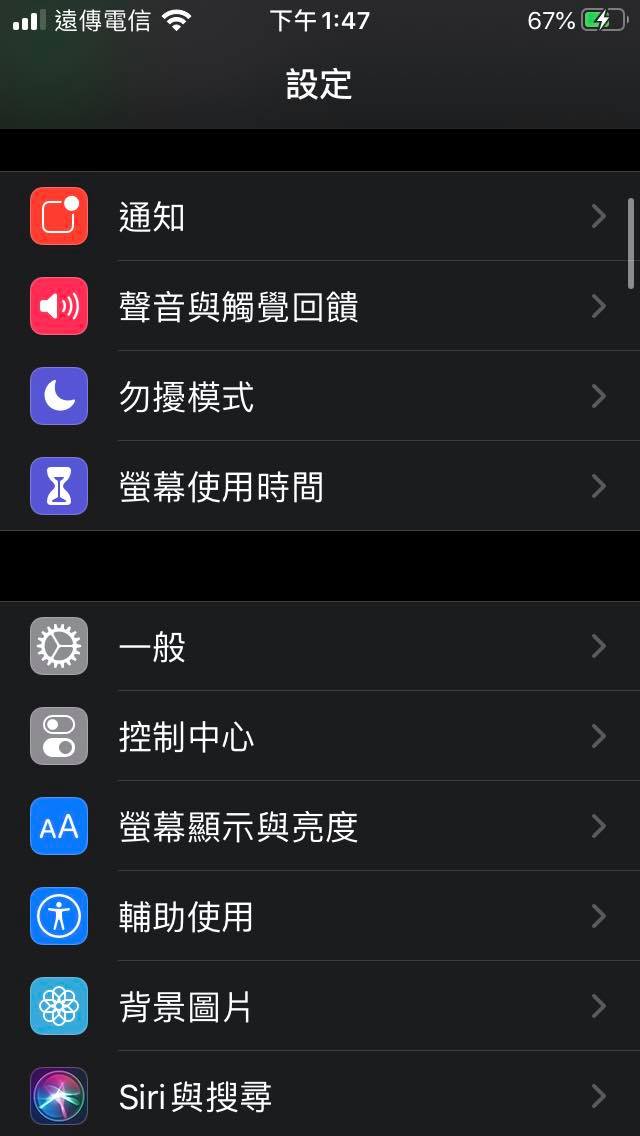 遠傳電信 下午1:47 67%
設定
通知
聲音與觸覺回饋
勿擾模式
螢幕使用時間
一般
控制中心
AA 螢幕顯示與亮度
輔助使用
背景圖片
Siri與搜尋